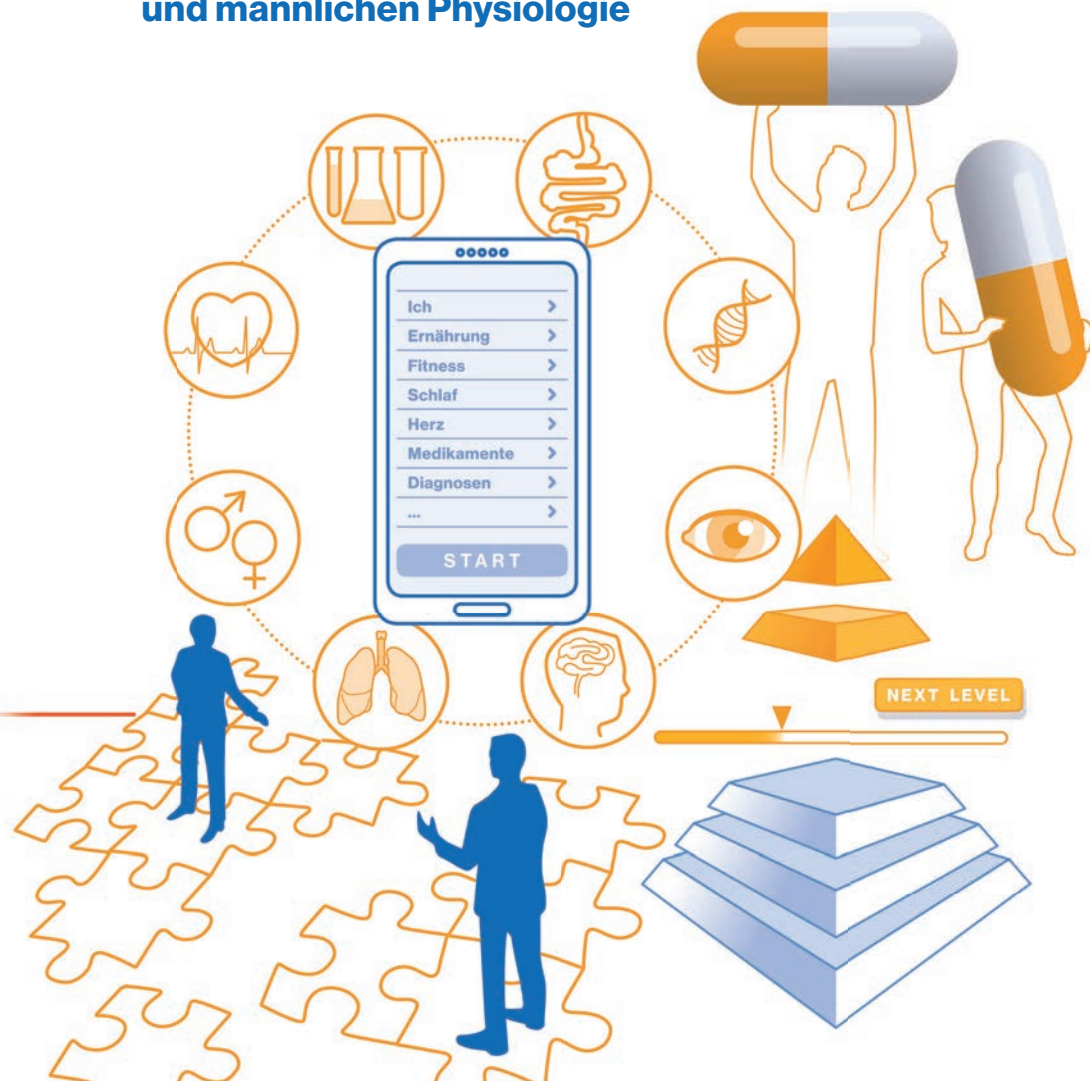 und männlichen Physiologie
Ich
Ernährung
Fitness
Schlaf
Herz
Medikamente
Diagnosen
...
START
NEXT LEVEL